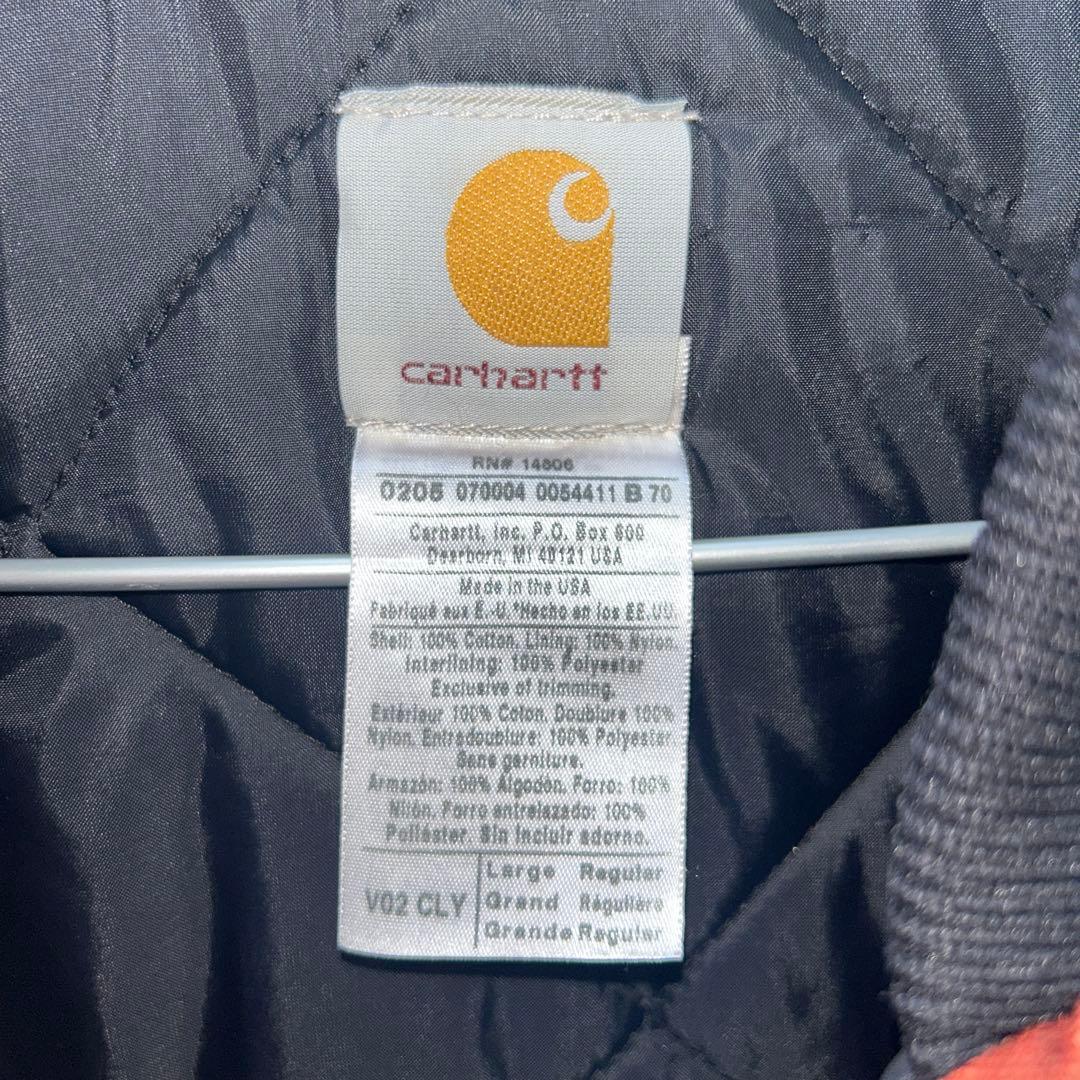 carhartt
RN# 14806
0205 070004 0054411 B 70
Carhartt, Inc. P.O. Box 600
Dearborn, MI 48121 USA
Made in the USA
Fabriqué aux É.-U. *Hecho en los EE.UU.
Shell: 100% Cotton. Lining: 100% Nylon.
Interlining: 100% Polyester
Exclusive of trimming.
Extérieur 100% Coton. Doublure 100%
Nylon. Entredoublure: 100% Polyester
Sans garniture.
Armazón: 100% Algodón. Forro: 100%
Nilón. Forro entrelazado: 100%
Poliéster Sin incluir adorno.
V02 CLY
Large Regular
Grand Régulière
Grande Regular